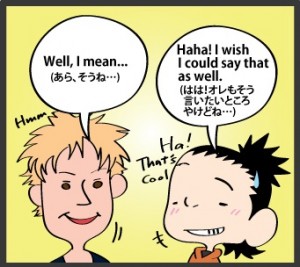 Well, I mean...
(あら、そうね…)
Haha! I wish
I could say that
as well.
(はは!オレもそう
言いたいところ
やけどね…)
Hmm..
Ha!
That's
Cool